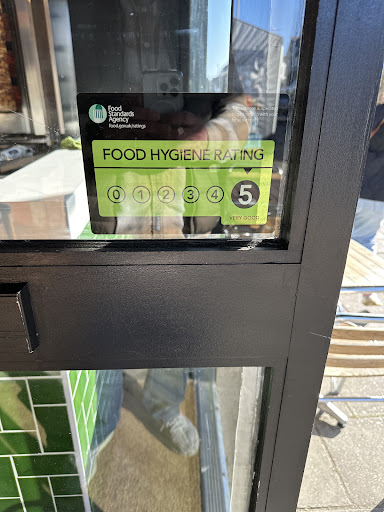 Food
Standards
Agency
food.gov.uk/ratings
FOOD HYGIENE RATING
0 1 2 3 4 5
VERY GOOD